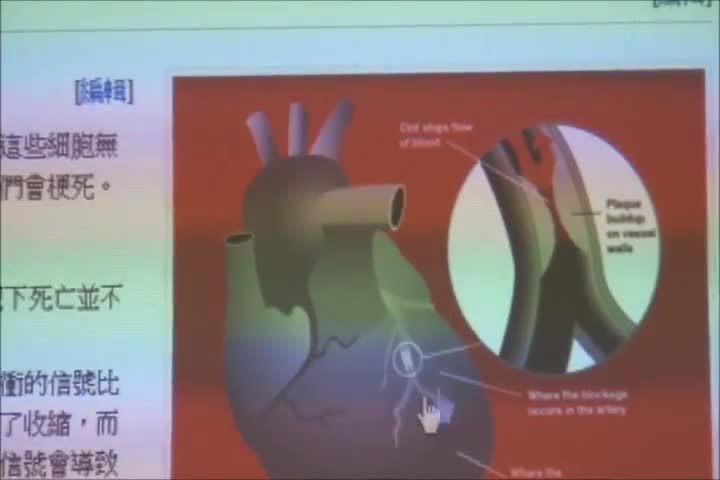 [編輯]
這些細胞無
們會梗死。
下死亡並不
衝的信號比
了收縮，而
信號會導致
Clot stops flow
of blood
Plaque
buildup
on vessel
walls
Where the blockage
occurs in the artery
Where the